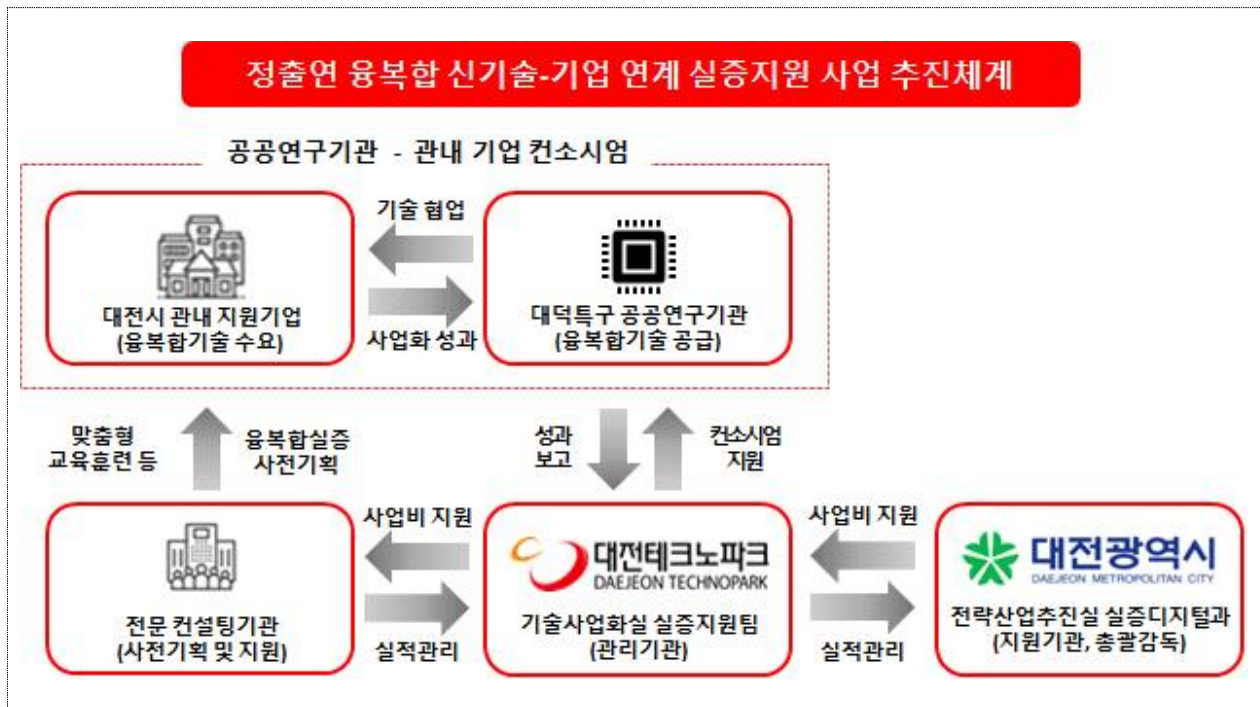 정출연 융복합 신기술-기업 연계 실증지원 사업 추진체계
공공연구기관 - 관내 기업 컨소시엄
기술 협업
대전시 관내 지원기업
(융복합기술 수요)
사업화 성과
대덕특구 공공연구기관
(융복합기술 공급)
맞춤형
교육훈련 등
융복합실증
사전기획
성과
보고
컨소시엄
지원
사업비 지원
사업비 지원
전문 컨설팅기관
(사전기획 및 지원)
실적관리
대전테크노파크
DAEJEON TECHNOPARK
기술사업화실 실증지원팀
(관리기관)
실적관리
대전광역시
DAEJEON METROPOLITAN CITY
전략산업추진실 실증디지털과
(지원기관, 총괄감독)